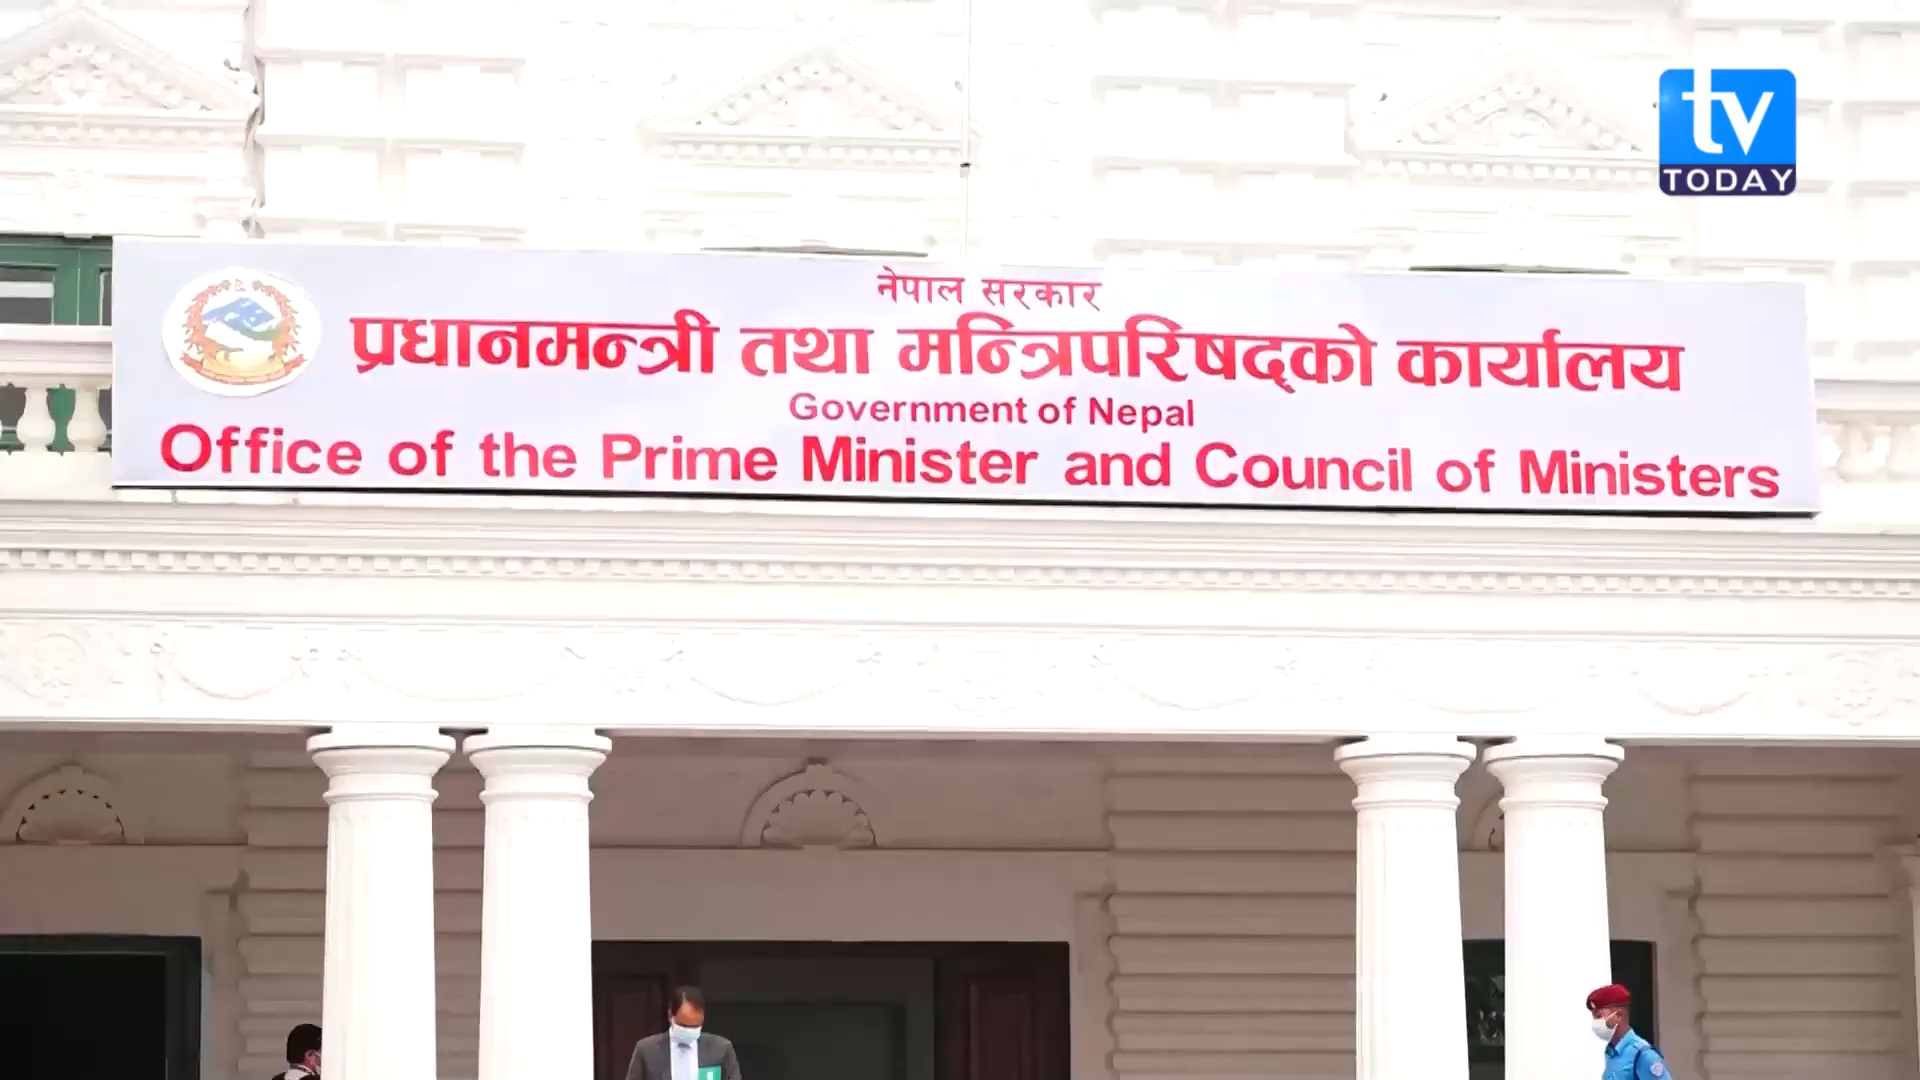 tv
TODAY
नेपाल सरकार
प्रधानमन्त्री तथा मन्त्रिपरिषद्को कार्यालय
Government of Nepal
Office of the Prime Minister and Council of Ministers